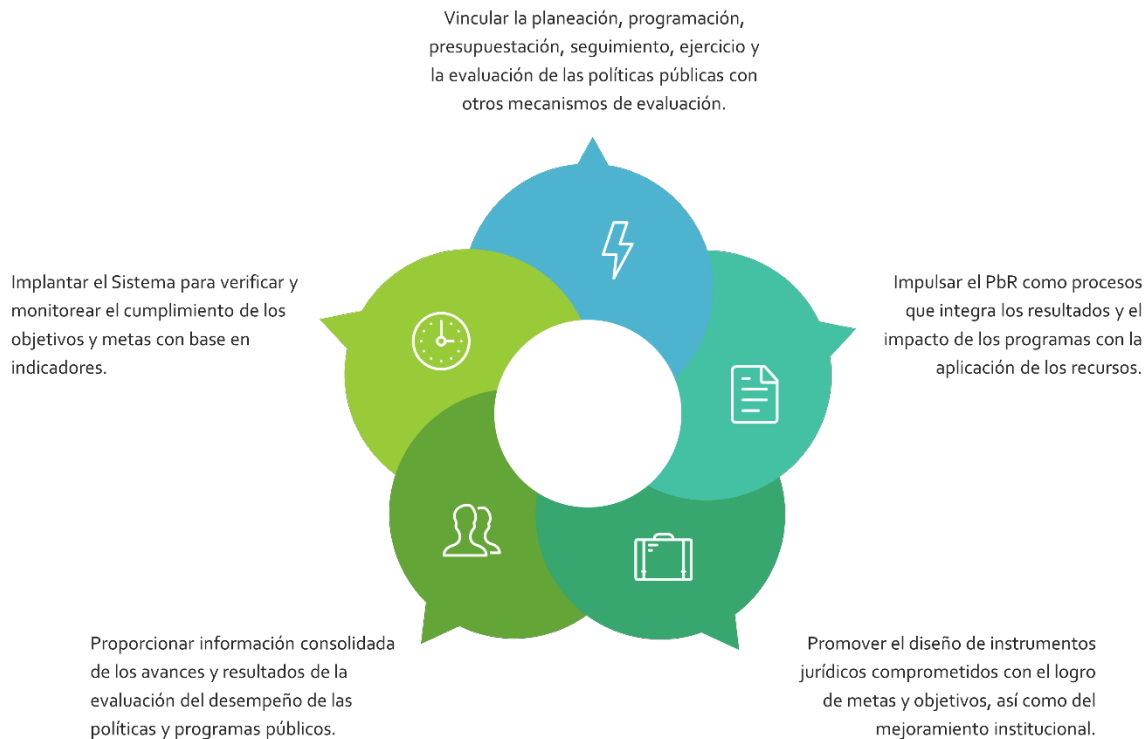 Vincular la planeación, programación,
presupuestación, seguimiento, ejercicio y
la evaluación de las políticas públicas con
otros mecanismos de evaluación.
Implantar el Sistema para verificar y
monitorear el cumplimiento de los
objetivos y metas con base en
indicadores.
Impulsar el PbR como procesos
que integra los resultados y el
impacto de los programas con la
aplicación de los recursos.
Proporcionar información consolidada
de los avances y resultados de la
evaluación del desempeño de las
políticas y programas públicos.
Promover el diseño de instrumentos
jurídicos comprometidos con el logro
de metas y objetivos, así como del
mejoramiento institucional.